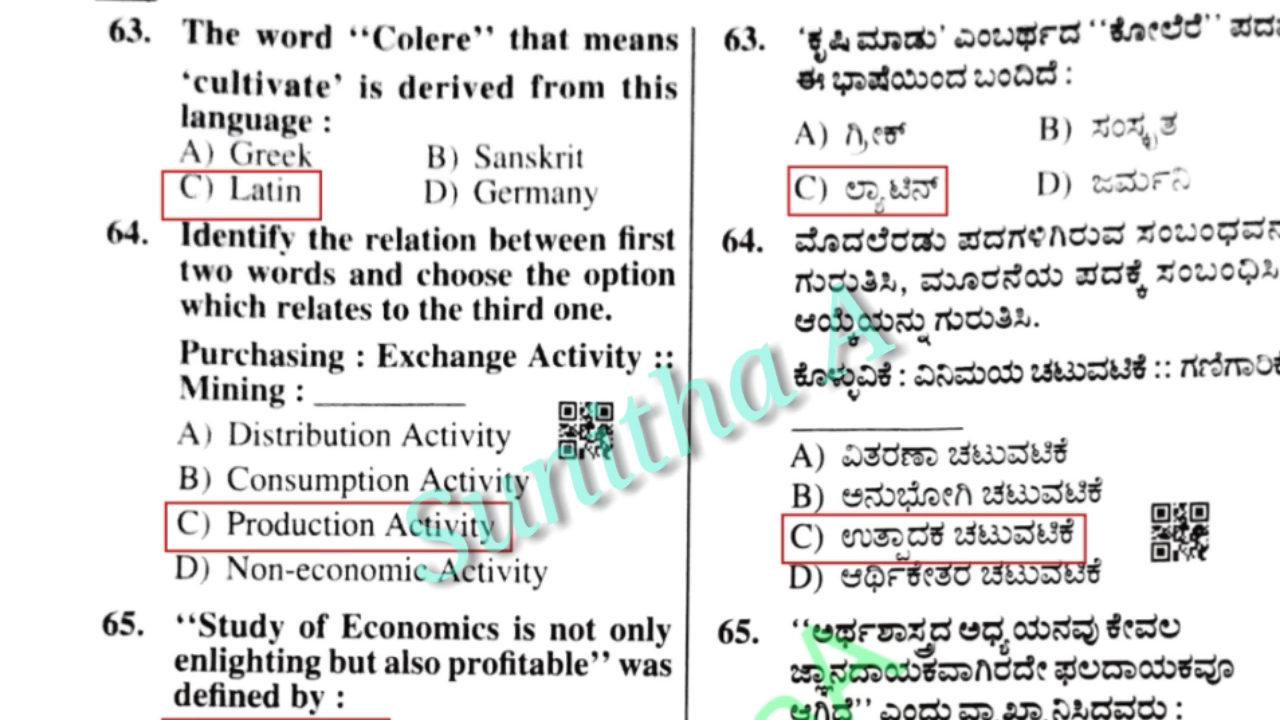 63. The word ‘‘Colere’’ that means
‘cultivate’ is derived from this
language :
A) Greek B) Sanskrit
C) Latin D) Germany
64. Identify the relation between first
two words and choose the option
which relates to the third one.
Purchasing : Exchange Activity ::
Mining : ________
A) Distribution Activity
B) Consumption Activity
C) Production Activity
D) Non-economic Activity
65. ‘‘Study of Economics is not only
enlighting but also profitable’’ was
defined by :
63. ‘ಕೃಷಿ ಮಾಡು’ ಎಂಬರ್ಥದ ‘‘ಕೋಲೆರೆ’’
ಈ ಭಾಷೆಯಿಂದ ಬಂದಿದೆ :
A) ಗ್ರೀಕ್ B) ಸಂಸ್ಕೃತ
C) ಲ್ಯಾಟಿನ್ D) ಜರ್ಮನಿ
64. ಮೊದಲೆರಡು ಪದಗಳಿಗಿರುವ
ಗುರುತಿಸಿ, ಮೂರನೆಯ ಪದಕ್ಕೆ
ಆಯ್ಕೆಯನ್ನು ಗುರುತಿಸಿ.
ಕೊಳ್ಳುವಿಕೆ : ವಿನಿಮಯ ಚಟುವಟಿಕೆ ::
________
A) ವಿತರಣಾ ಚಟುವಟಿಕೆ
B) ಅನುಭೋಗಿ ಚಟುವಟಿಕೆ
C) ಉತ್ಪಾದಕ ಚಟುವಟಿಕೆ
D) ಆರ್ಥಿಕೇತರ ಚಟುವಟಿಕೆ
65. ‘‘ಅರ್ಥಶಾಸ್ತ್ರದ ಅಧ್ಯಯನವು ಕೇವಲ
ಜ್ಞಾನದಾಯಕವಾಗಿರದೇ ಫಲದಾಯಕವೂ
ಆಗಿದೆ’’ ಎಂದು ವ್ಯಾಖ್ಯಾನಿಸಿದವರು :
Sunitha A